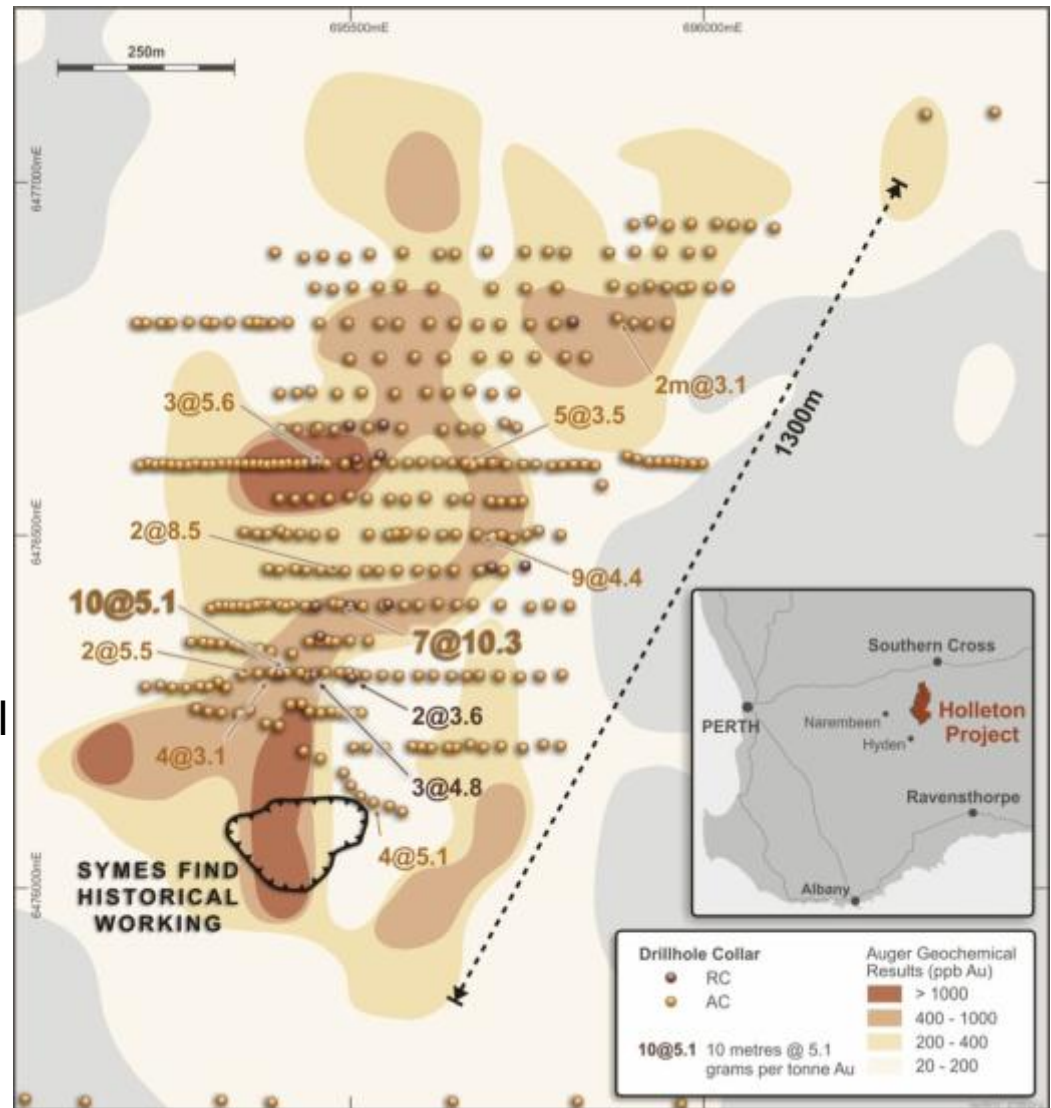 695500mE
696000mE
250m
6477000mE
2m@3.1
3@5.6
5@3.5
1300m
6476500mE
2@8.5
9@4.4
10@5.1
7@10.3
2@5.5
2@3.6
4@3.1
3@4.8
4@5.1
6476000mE
SYMES FIND
HISTORICAL
WORKING
Southern Cross
PERTH
Narembeen
Holleton
Project
Hyden
Ravensthorpe
Albany
Drillhole Collar
RC
AC
10@5.1 10 metres @ 5.1
grams per tonne Au
Auger Geochemical
Results (ppb Au)
> 1000
400 - 1000
200 - 400
20 - 200